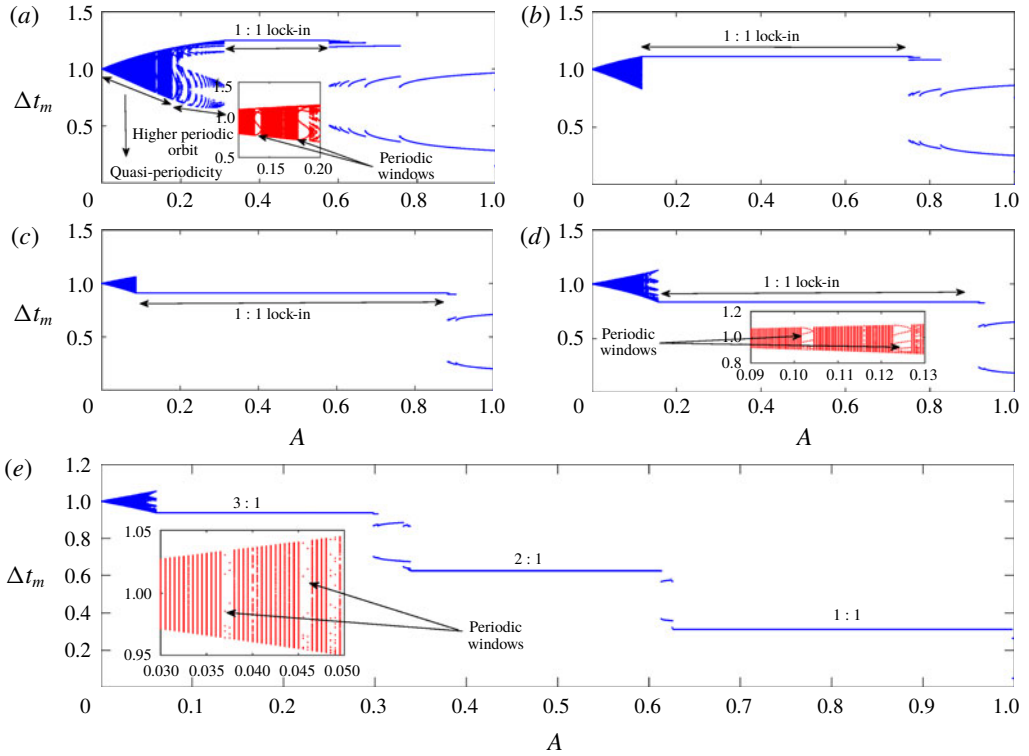 (a)
1.5
1.0
0.5
Δt_m
1 : 1 lock-in
Higher periodic
orbit
Quasi-periodicity
1.5
1.0
0.5
0.15
0.20
Periodic
windows
0
0.2
0.4
0.6
0.8
1.0
(b)
1.5
1.0
0.5
1 : 1 lock-in
0
0.2
0.4
0.6
0.8
1.0
(c)
1.5
1.0
0.5
Δt_m
1 : 1 lock-in
0
0.2
0.4
0.6
0.8
1.0
A
(d)
1.5
1.0
0.5
1 : 1 lock-in
Periodic
windows
1.2
1.0
0.8
0.09
0.10
0.11
0.12
0.13
0
0.2
0.4
0.6
0.8
1.0
A
(e)
1.2
1.0
0.8
0.6
0.4
0.2
Δt_m
3 : 1
2 : 1
1 : 1
1.05
1.00
0.95
0.030
0.035
0.040
0.045
0.050
Periodic
windows
0
0.1
0.2
0.3
0.4
0.5
0.6
0.7
0.8
0.9
1.0
A